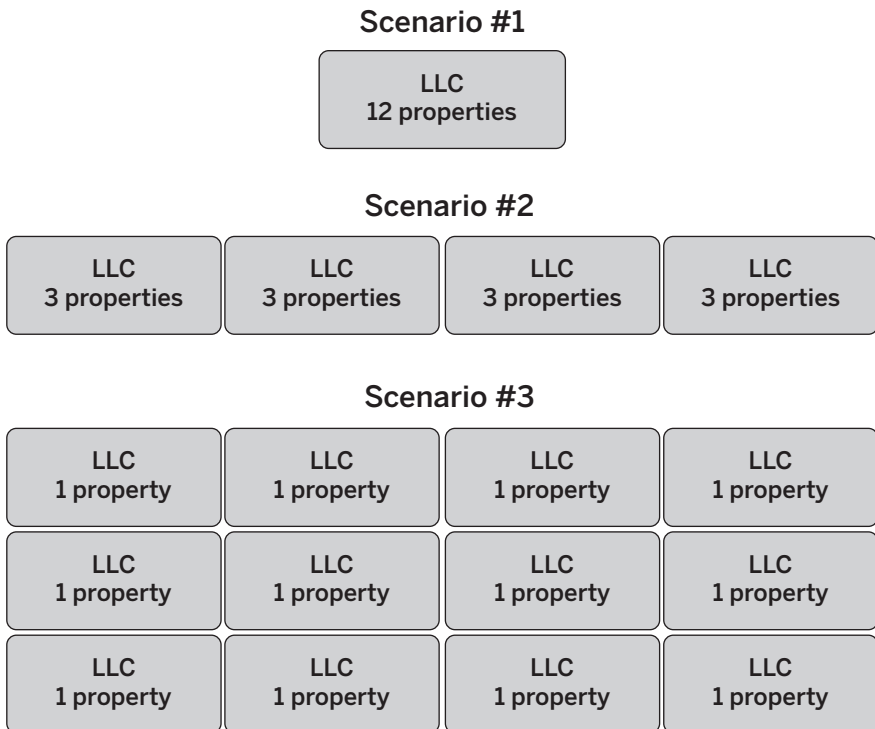 Scenario #1
LLC
12 properties
Scenario #2
LLC
3 properties
LLC
3 properties
LLC
3 properties
LLC
3 properties
Scenario #3
LLC
1 property
LLC
1 property
LLC
1 property
LLC
1 property
LLC
1 property
LLC
1 property
LLC
1 property
LLC
1 property
LLC
1 property
LLC
1 property
LLC
1 property
LLC
1 property